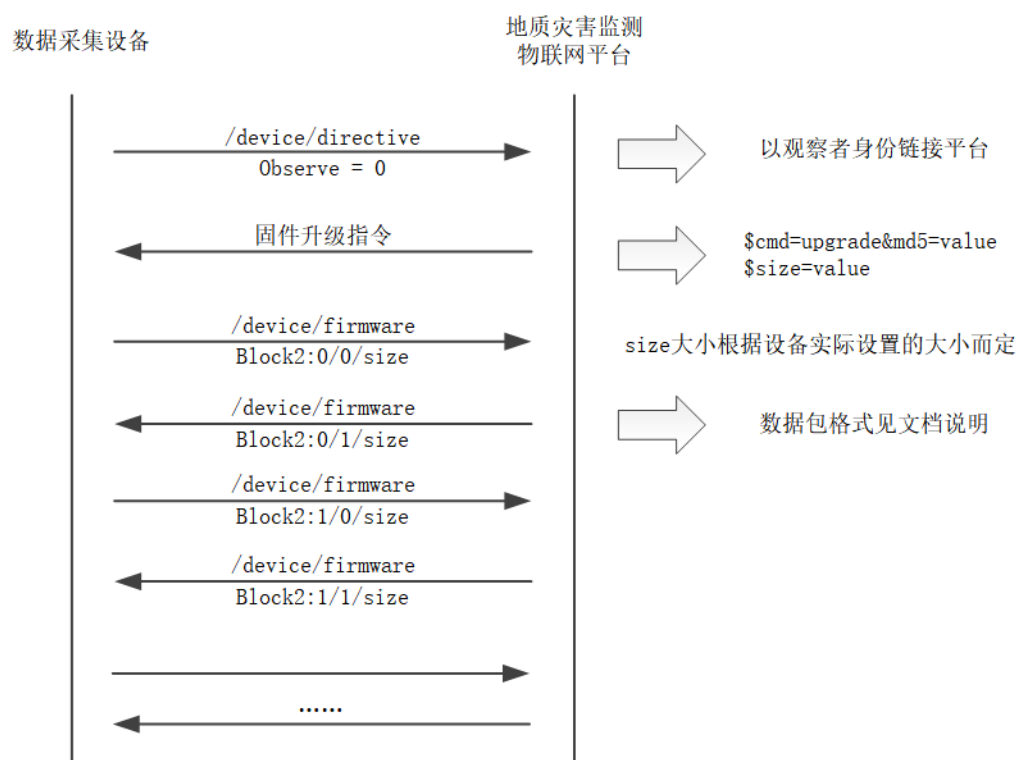 数据采集设备
地质灾害监测
物联网平台
/device/directive
Observe = 0
以观察者身份链接平台
固件升级指令
$cmd=upgrade&md5=value
$size=value
/device/firmware
Block2:0/0/size
size大小根据设备实际设置的大小而定
/device/firmware
Block2:0/1/size
数据包格式见文档说明
/device/firmware
Block2:1/0/size
/device/firmware
Block2:1/1/size
……